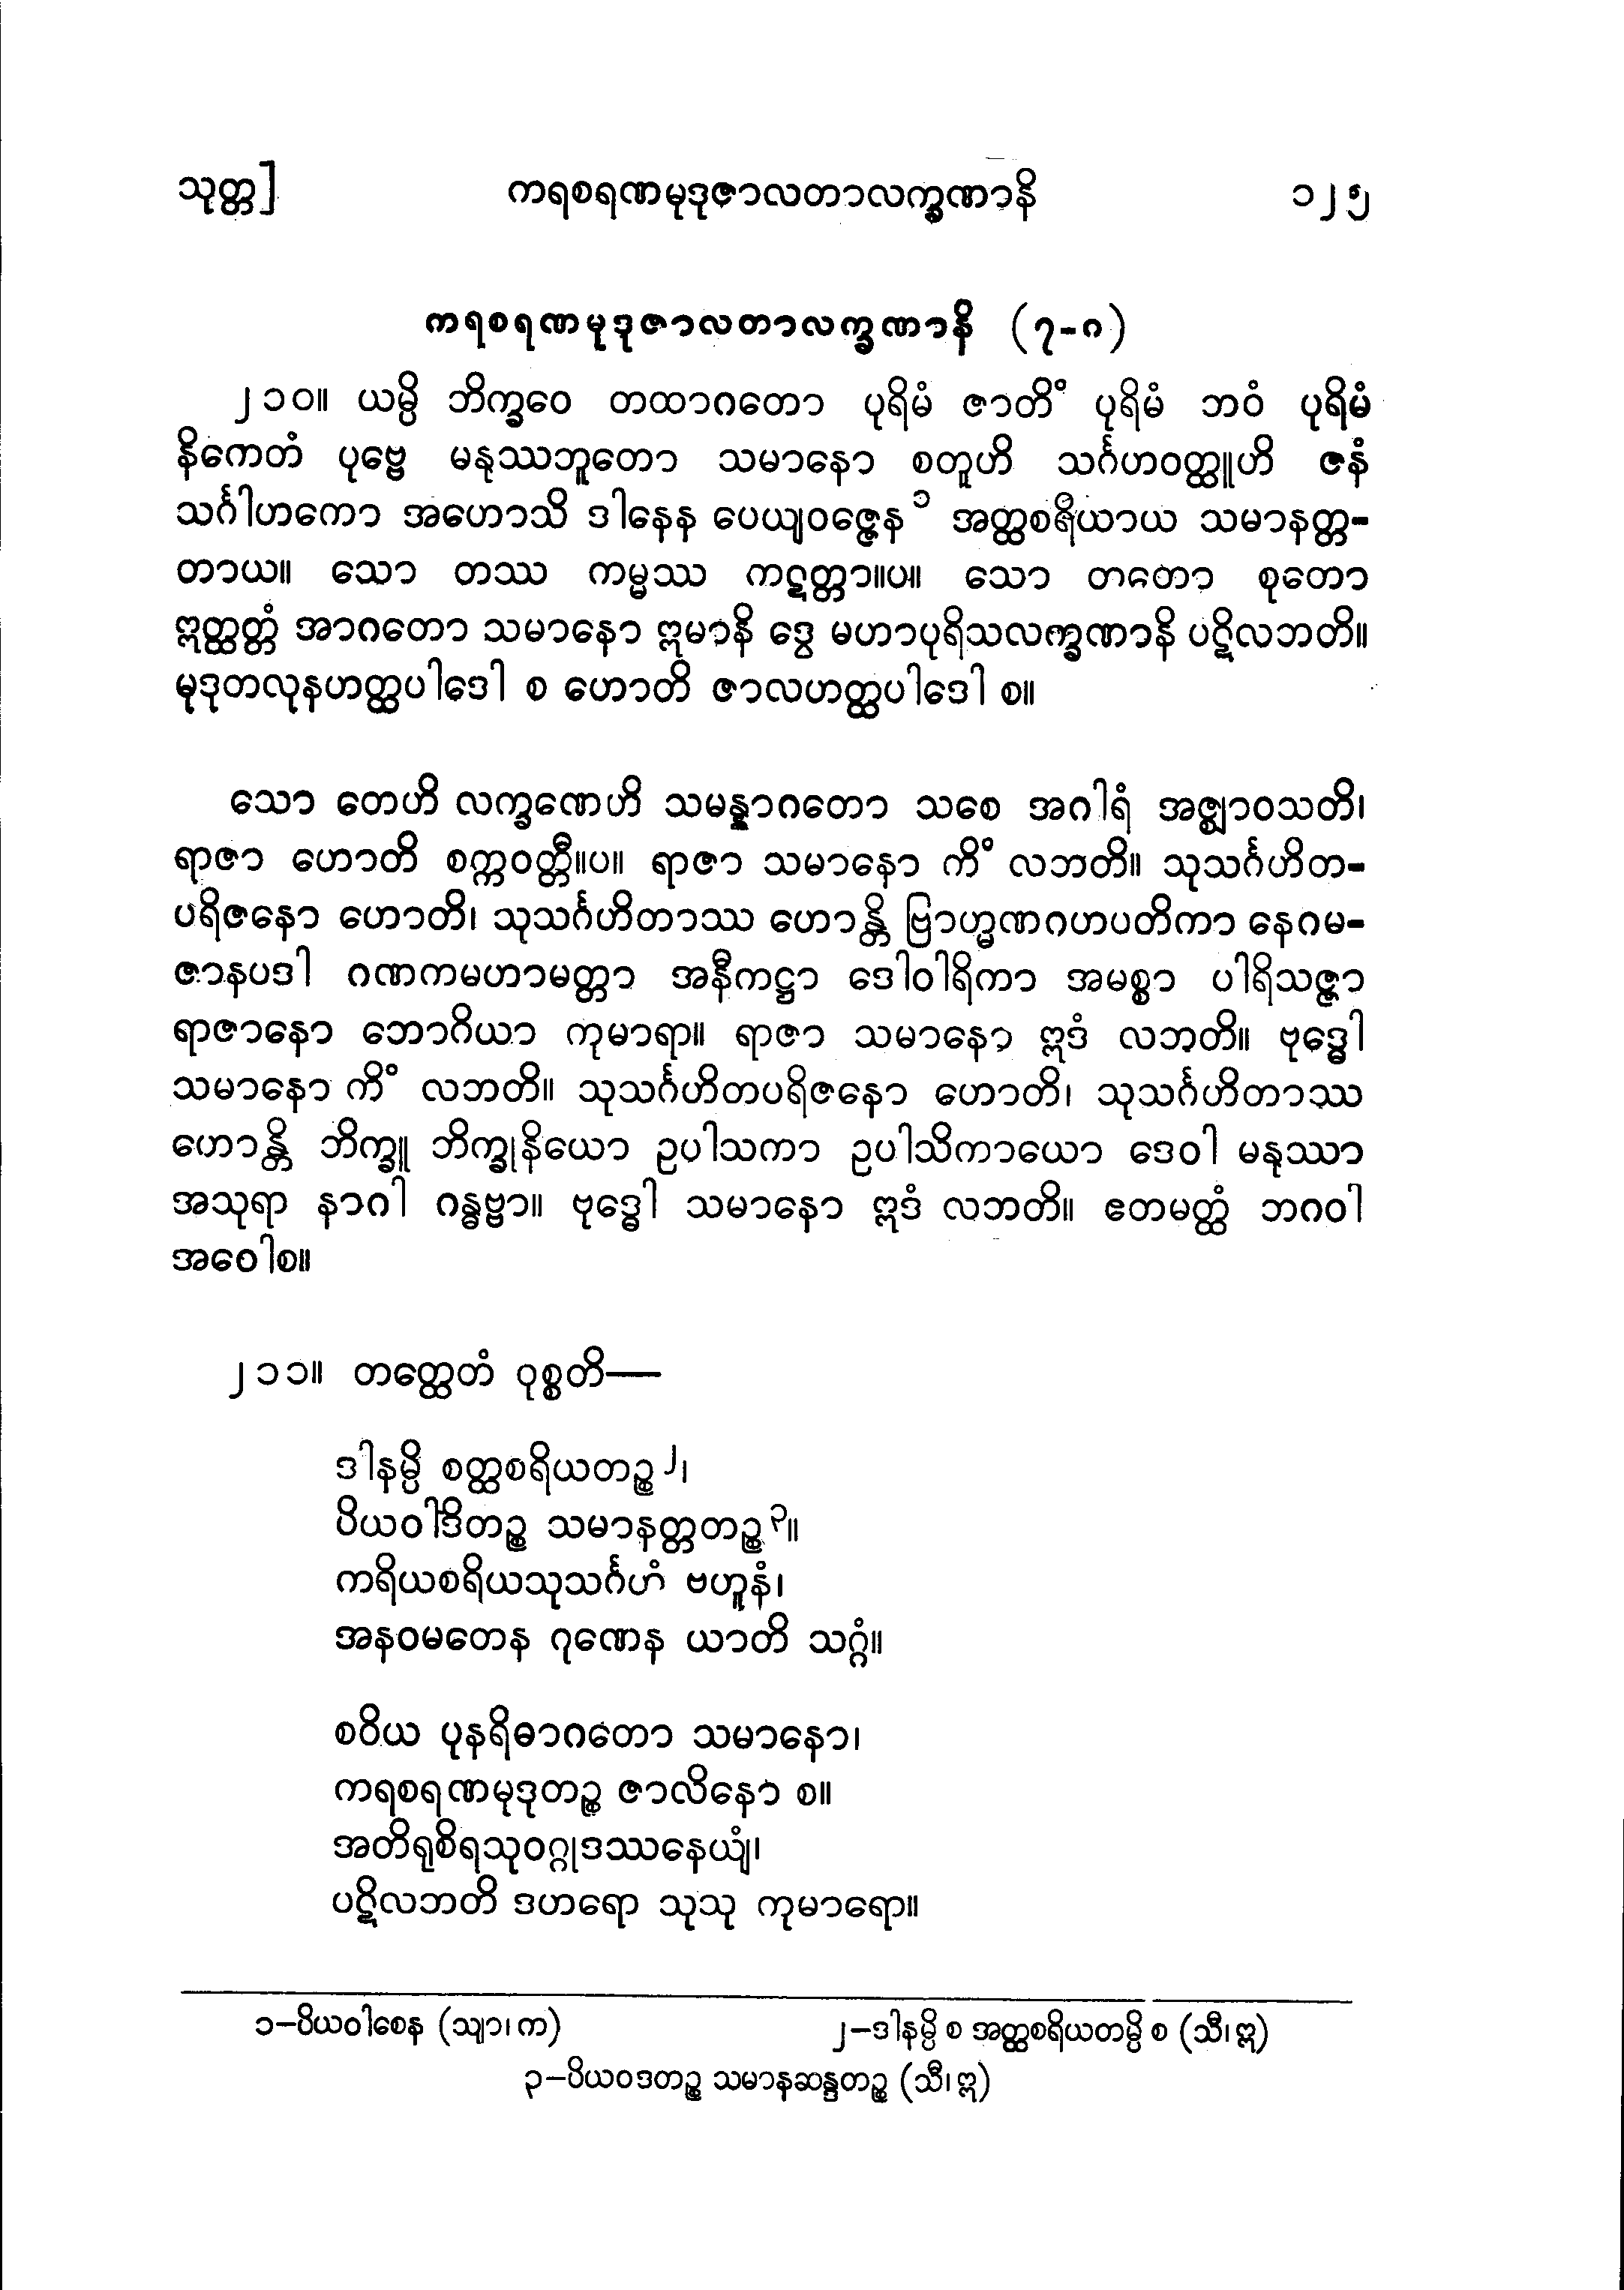 သုတ္တ] ကရစရဏမုဒုဇာလတာလက္ခဏာနိ ၁၂၅
ကရစရဏမုဒုဇာလတာလက္ခဏာနိ (၇-၈)
၂၁၀။ ယမ္ပိ ဘိက္ခဝေ တထာဂတော ပုရိမံ ဇာတိံ ပုရိမံ ဘဝံ ပုရိမံ
နိကေတံ ပုဗ္ဗေ မနုဿဘူတော သမာနော စတူဟိ သင်္ဂဟဝတ္ထူဟိ ဇနံ
သင်္ဂါဟကော အဟောသိ ဒါနေန ပေယျဝဇ္ဇေန၁ အတ္ထစရိယာယ သမာနတ္တ-
တာယ။ သော တဿ ကမ္မဿ ကဋတ္တာ။ပ။ သော တတော စုတော
ဣတ္ထတ္တံ အာဂတော သမာနော ဣမာနိ ဒွေ မဟာပုရိသလက္ခဏာနိ ပဋိလဘတိ။
မုဒုတလုနဟတ္ထပါဒေါ စ ဟောတိ ဇာလဟတ္ထပါဒေါ စ။
သော တေဟိ လက္ခဏေဟိ သမန္နာဂတော သစေ အဂါရံ အဇ္ဈာဝသတိ၊
ရာဇာ ဟောတိ စက္ကဝတ္တီ။ပ။ ရာဇာ သမာနော ကိံ လဘတိ။ သုသင်္ဂဟိတ-
ပရိဇနော ဟောတိ၊ သုသင်္ဂဟိတာဿ ဟောန္တိ ဗြာဟ္မဏဂဟပတိကာ နေဂမ-
ဇာနပဒါ ဂဏကမဟာမတ္တာ အနီကဋ္ဌာ ဒေါဝါရိကာ အမစ္စာ ပါရိသဇ္ဇာ
ရာဇာနော ဘောဂိယာ ကုမာရာ။ ရာဇာ သမာနော ဣဒံ လဘတိ။ ဗုဒ္ဓေါ
သမာနော ကိံ လဘတိ။ သုသင်္ဂဟိတပရိဇနော ဟောတိ၊ သုသင်္ဂဟိတာဿ
ဟောန္တိ ဘိက္ခူ ဘိက္ခုနိယော ဥပါသကာ ဥပါသိကာယော ဒေဝါ မနုဿာ
အသုရာ နာဂါ ဂန္ဓဗ္ဗာ။ ဗုဒ္ဓေါ သမာနော ဣဒံ လဘတိ။ ဧတမတ္ထံ ဘဂဝါ
အဝေါစ။
၂၁၁။ တတ္ထေတံ ဝုစ္စတိ—
ဒါနမ္ပိ စတ္ထစရိယတဉ္စ၂၊
ပိယဝါဒိတဉ္စ သမာနတ္တတဉ္စ၃။
ကရိယစရိယသုသင်္ဂဟံ ဗဟူနံ၊
အနဝမတေန ဂုဏေန ယာတိ သဂ္ဂံ။
စဝိယ ပုနရိဓာဂတော သမာနော၊
ကရစရဏမုဒုတဉ္စ ဇာလိနော စ။
အတိရုစိရသုဝဂ္ဂုဒဿနေယျံ၊
ပဋိလဘတိ ဒဟရော သုသု ကုမာရော။
၁–ပိယဝါစေန (သျာ၊ က) ၂–ဒါနမ္ပိ စ အတ္ထစရိယတမ္ပိ စ (သီ၊ ဣ)
၃–ပိယဝဒတဉ္စ သမာနဆန္ဒတဉ္စ (သီ၊ ဣ)